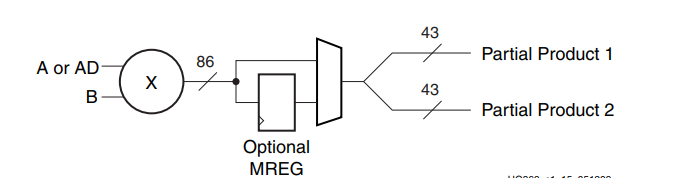 43
A or AD
86
Partial Product 1
X
43
B
Partial Product 2
Optional
MREG